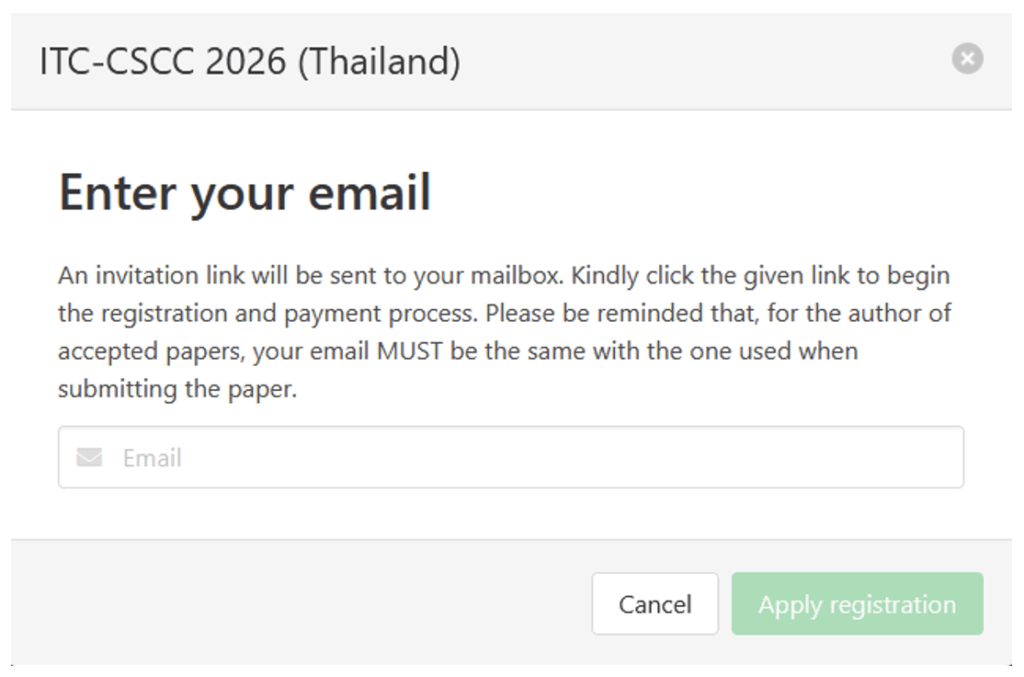 ITC-CSCC 2026 (Thailand)
Enter your email
An invitation link will be sent to your mailbox. Kindly click the given link to begin
the registration and payment process. Please be reminded that, for the author of
accepted papers, your email MUST be the same with the one used when
submitting the paper.
Email
Cancel
Apply registration